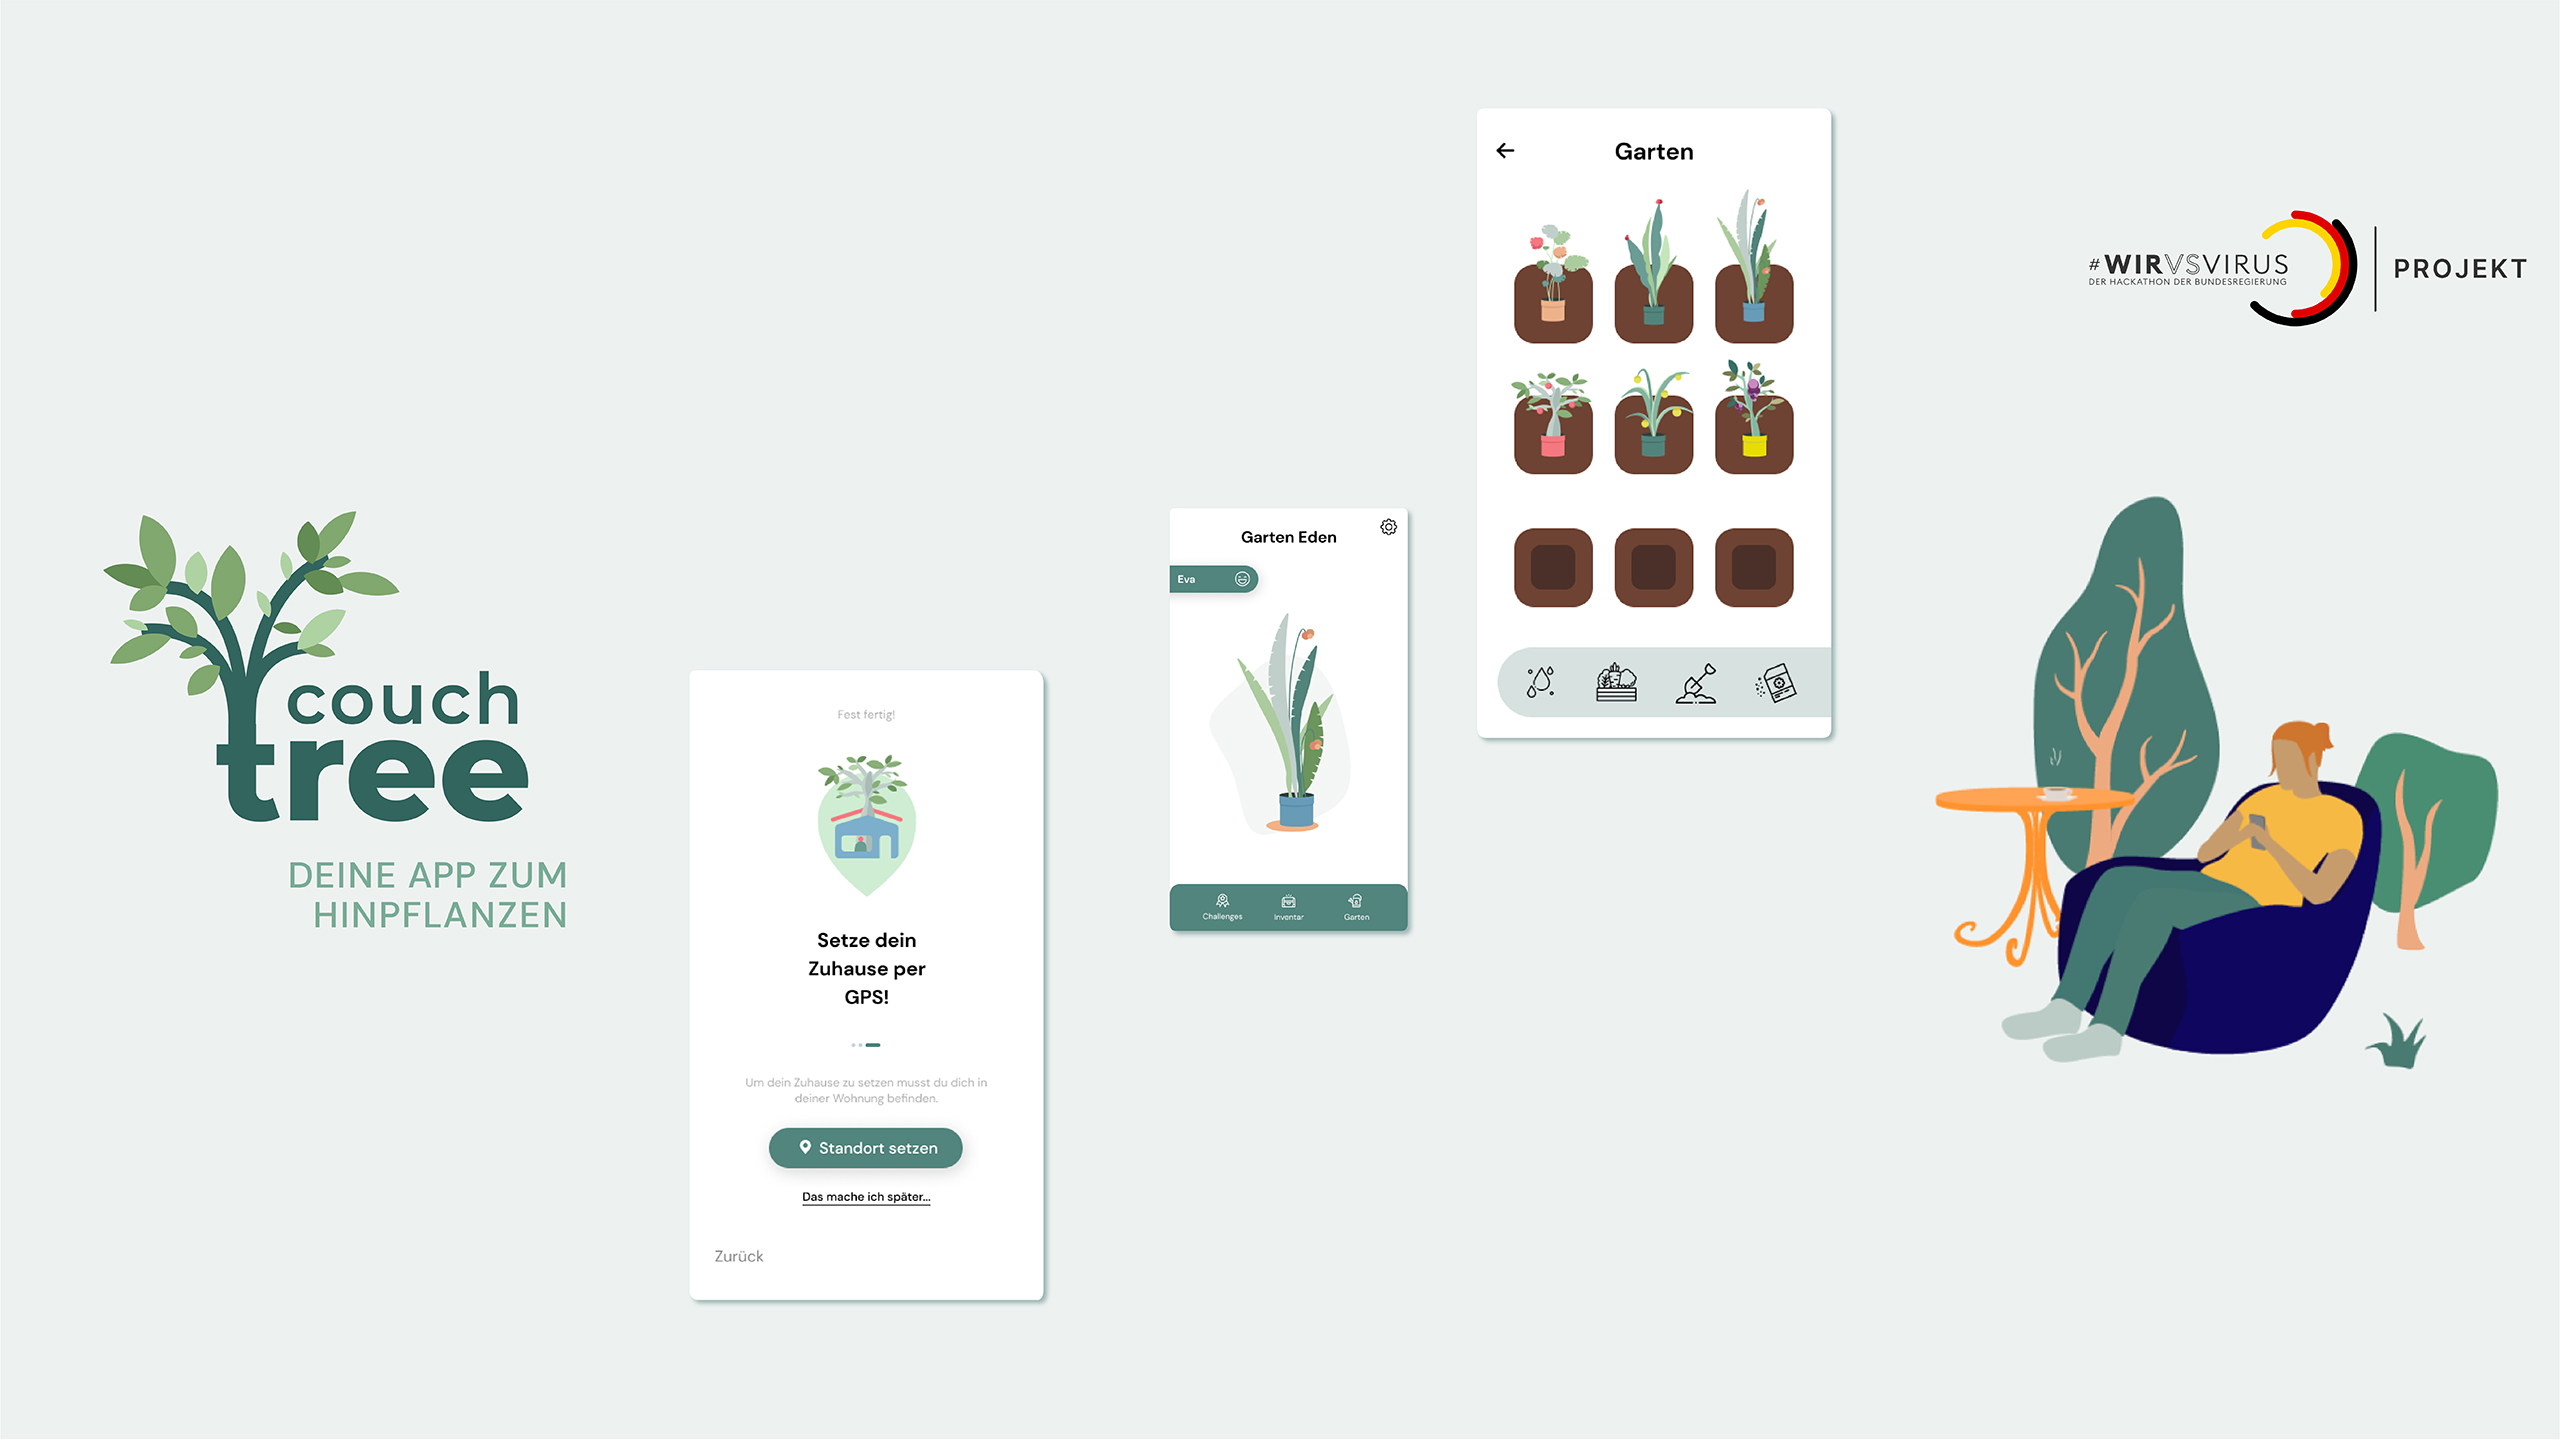 couch
tree
DEINE APP ZUM
HINPFLANZEN
Fest fertig!
Setze dein
Zuhause per
GPS!
Um dein Zuhause zu setzen musst du dich in
deiner Wohnung befinden.
Standort setzen
Das mache ich später...
Zurück
Garten Eden
Eva
Challenges
Inventar
Garten
Garten
#WIRVSVIRUS
DER HACKATHON DER BUNDESREGIERUNG
PROJEKT